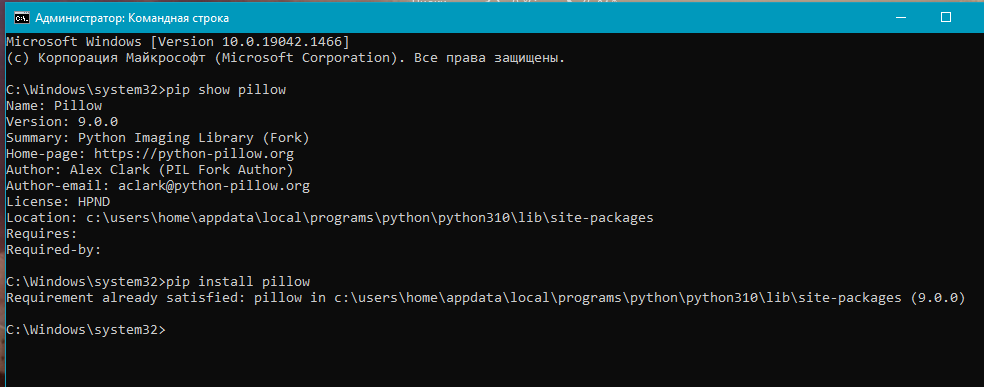 Администратор: Командная строка
Microsoft Windows [Version 10.0.19042.1466]
(c) Корпорация Майкрософт (Microsoft Corporation). Все права защищены.
C:\Windows\system32>pip show pillow
Name: Pillow
Version: 9.0.0
Summary: Python Imaging Library (Fork)
Home-page: https://python-pillow.org
Author: Alex Clark (PIL Fork Author)
Author-email: aclark@python-pillow.org
License: HPND
Location: c:\users\home\appdata\local\programs\python\python310\lib\site-packages
Requires:
Required-by:
C:\Windows\system32>pip install pillow
Requirement already satisfied: pillow in c:\users\home\appdata\local\programs\python\python310\lib\site-packages (9.0.0)
C:\Windows\system32>